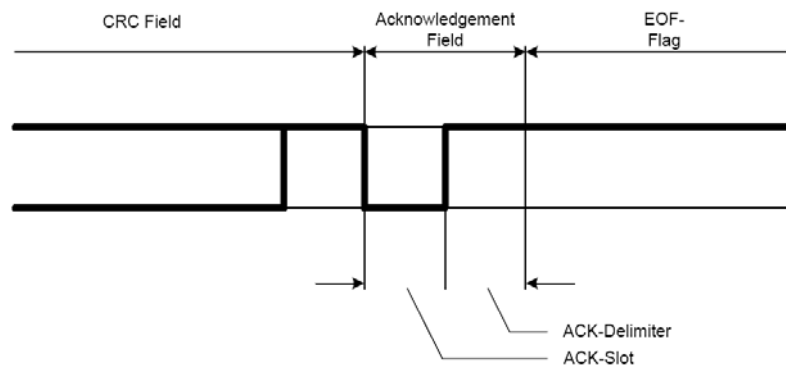 CRC Field
Acknowledgement
Field
EOF-
Flag
ACK-Delimiter
ACK-Slot